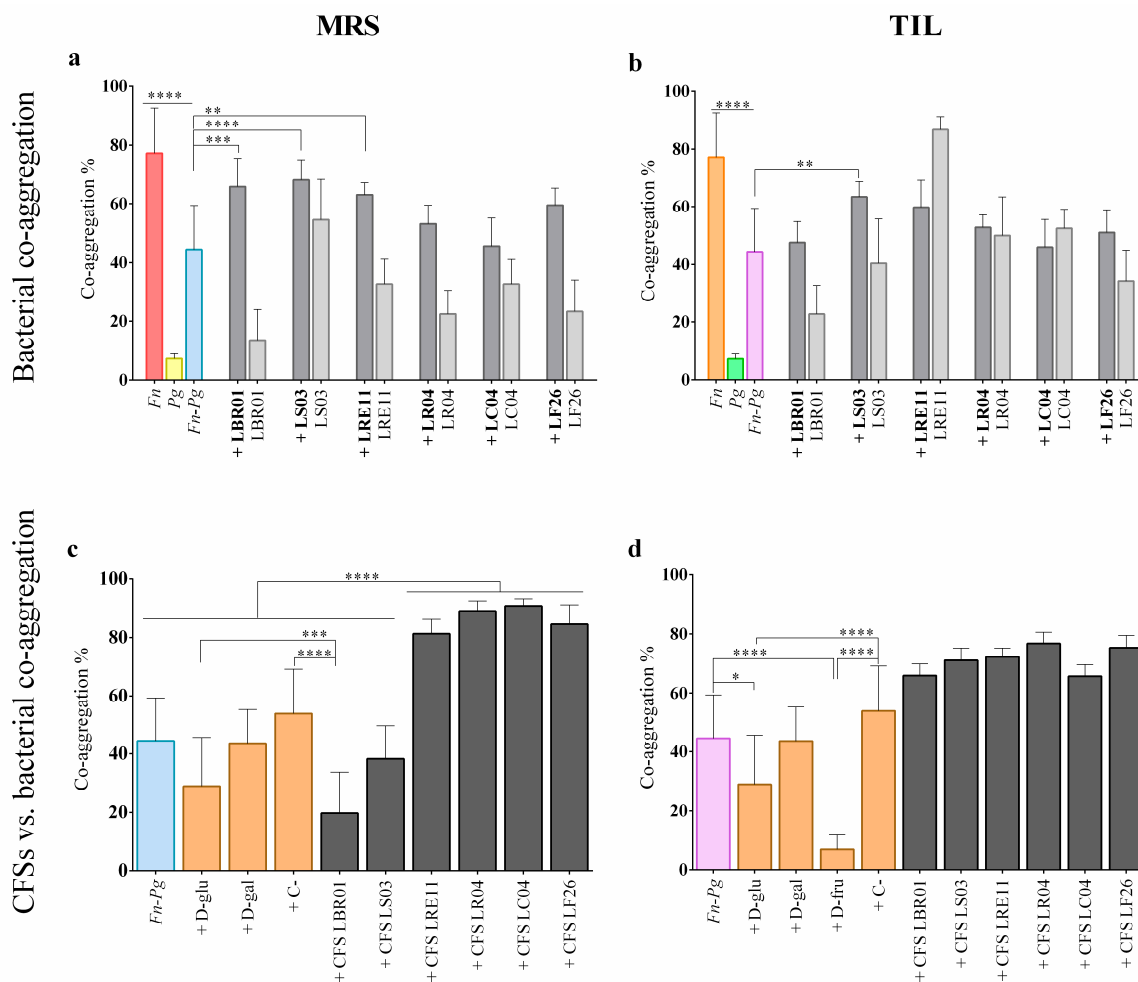 MRS
TIL
Bacterial co-aggregation
CFSs vs. bacterial co-aggregation
a
Co-aggregation %
100
80
60
40
20
0
****
**
****
***
Fn
Pg
Fn-Pg
+ LBR01
LBR01
+ LS03
LS03
+ LRE11
LRE11
+ LR04
LR04
+ LC04
LC04
+ LF26
LF26
b
Co-aggregation %
100
80
60
40
20
0
****
**
Fn
Pg
Fn-Pg
+ LBR01
LBR01
+ LS03
LS03
+ LRE11
LRE11
+ LR04
LR04
+ LC04
LC04
+ LF26
LF26
c
Co-aggregation %
100
80
60
40
20
0
****
***
****
Fn-Pg
+ D-glu
+ D-gal
+ C-
+ CFS LBR01
+ CFS LS03
+ CFS LRE11
+ CFS LR04
+ CFS LC04
+ CFS LF26
d
Co-aggregation %
100
80
60
40
20
0
****
**** ****
*
Fn-Pg
+ D-glu
+ D-gal
+ D-fru
+ C-
+ CFS LBR01
+ CFS LS03
+ CFS LRE11
+ CFS LR04
+ CFS LC04
+ CFS LF26